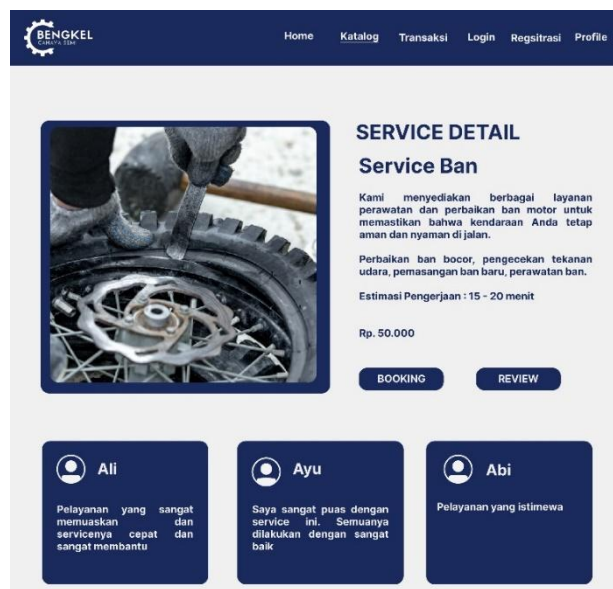 BENGKEL
CAHAYA JEMI
Home Katalog Transaksi Login Regsitrasi Profile
SERVICE DETAIL
Service Ban
Kami menyediakan berbagai layanan
perawatan dan perbaikan ban motor untuk
memastikan bahwa kendaraan Anda tetap
aman dan nyaman di jalan.
Perbaikan ban bocor, pengecekan tekanan
udara, pemasangan ban baru, perawatan ban.
Estimasi Pengerjaan : 15 - 20 menit
Rp. 50.000
BOOKING REVIEW
Ali
Pelayanan yang sangat
memuaskan dan
servicenya cepat dan
sangat membantu
Ayu
Saya sangat puas dengan
service ini. Semuanya
dilakukan dengan sangat
baik
Abi
Pelayanan yang istimewa